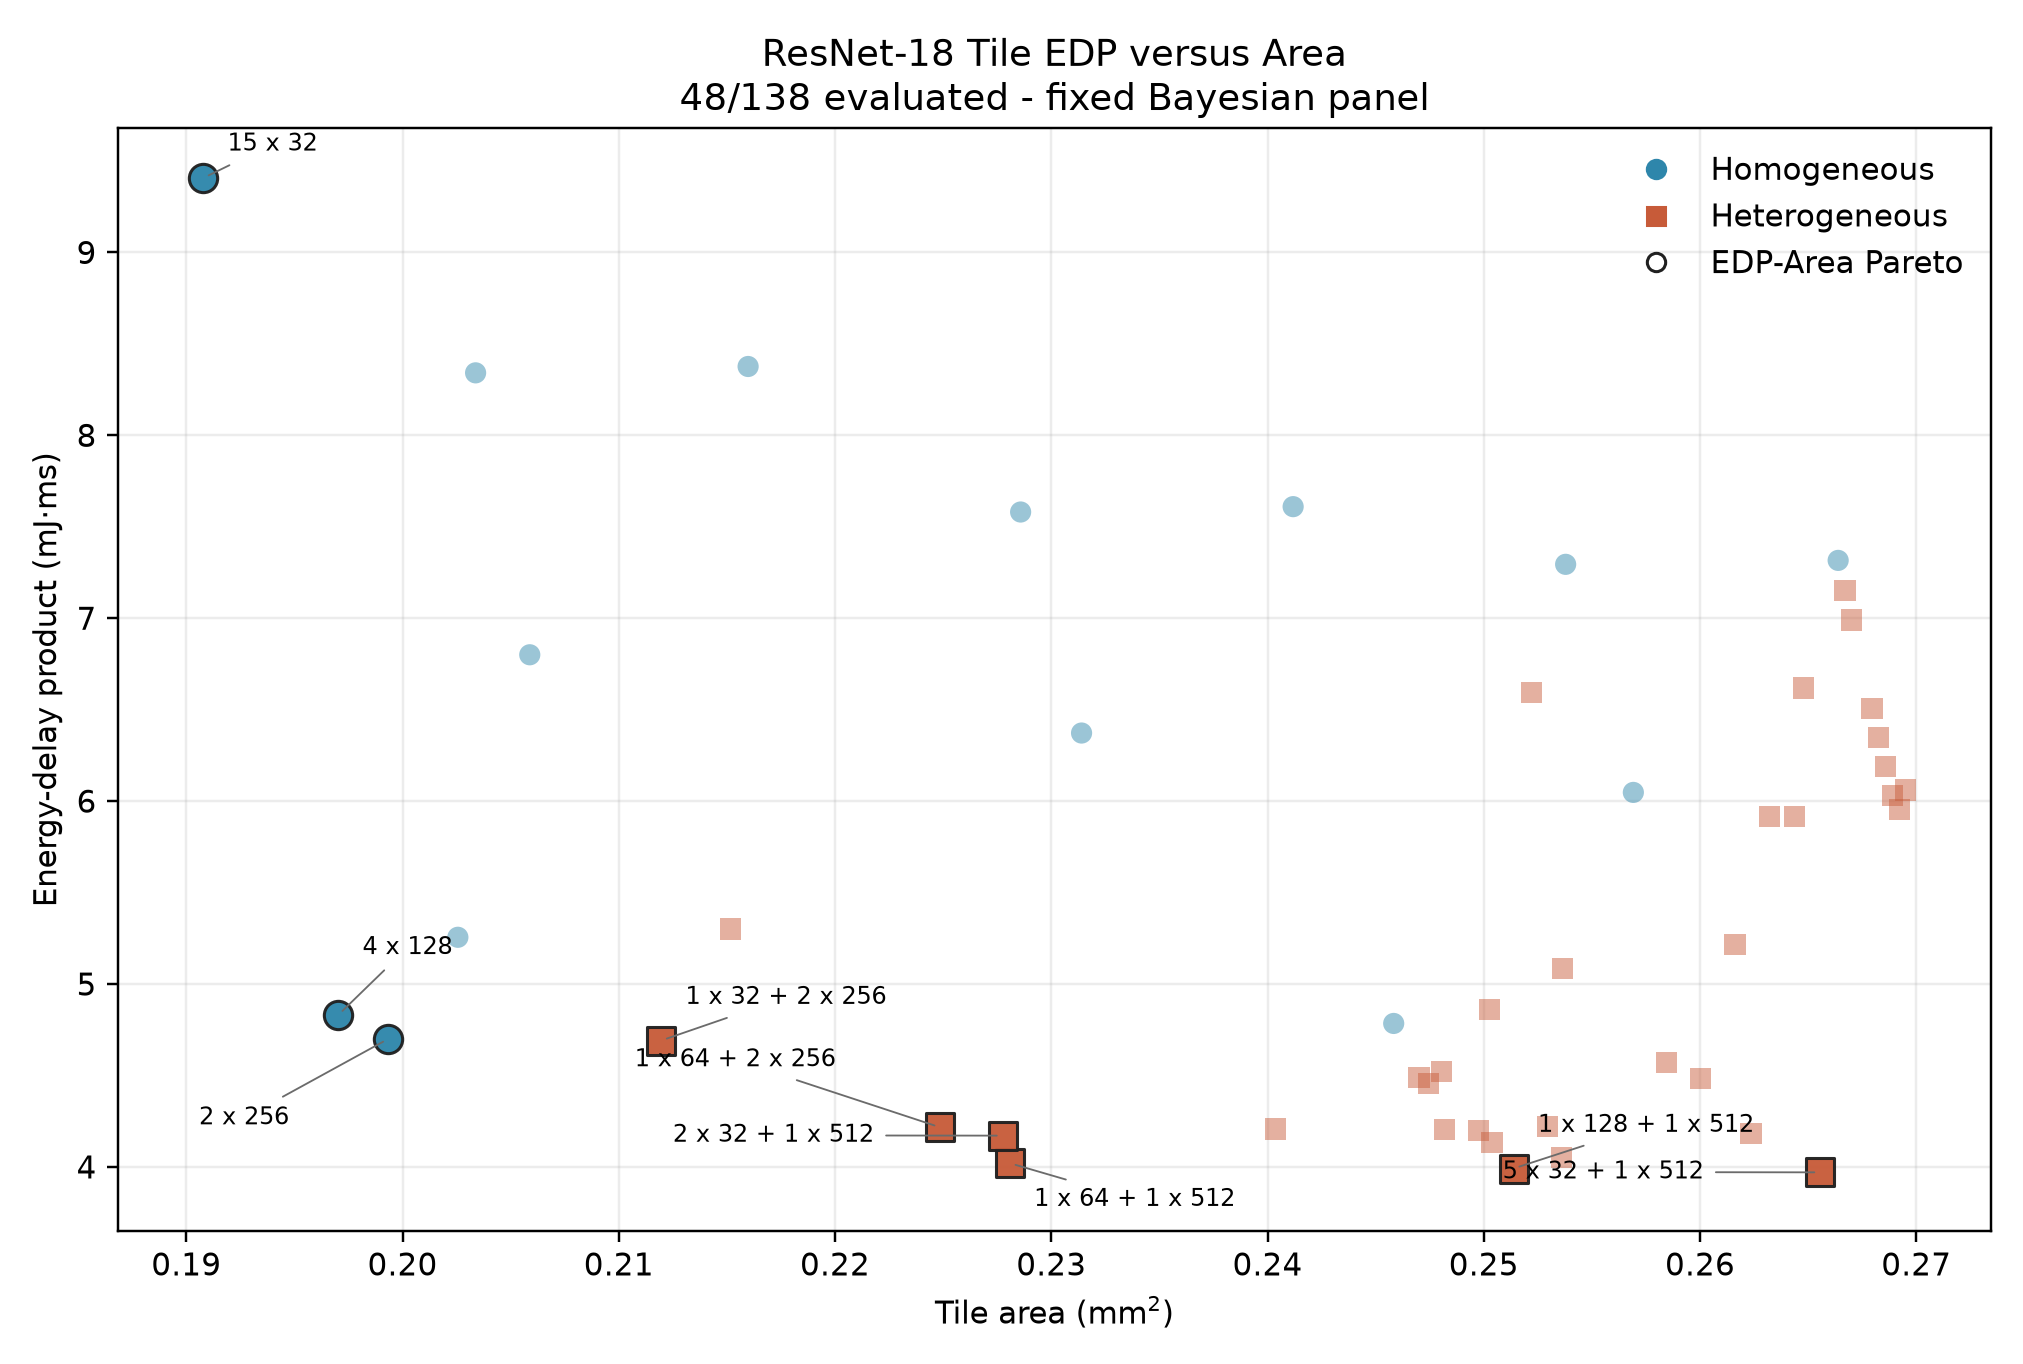 ResNet-18 Tile EDP versus Area
48/138 evaluated - fixed Bayesian panel
15 x 32
Homogeneous
Heterogeneous
EDP-Area Pareto
9
8
7
6
5
4
Energy-delay product (mJ·ms)
4 x 128
2 x 256
1 x 32 + 2 x 256
1 x 64 + 2 x 256
2 x 32 + 1 x 512
1 x 64 + 1 x 512
1 x 128 + 1 x 512
5 x 32 + 1 x 512
0.19 0.20 0.21 0.22 0.23 0.24 0.25 0.26 0.27
Tile area (mm²)